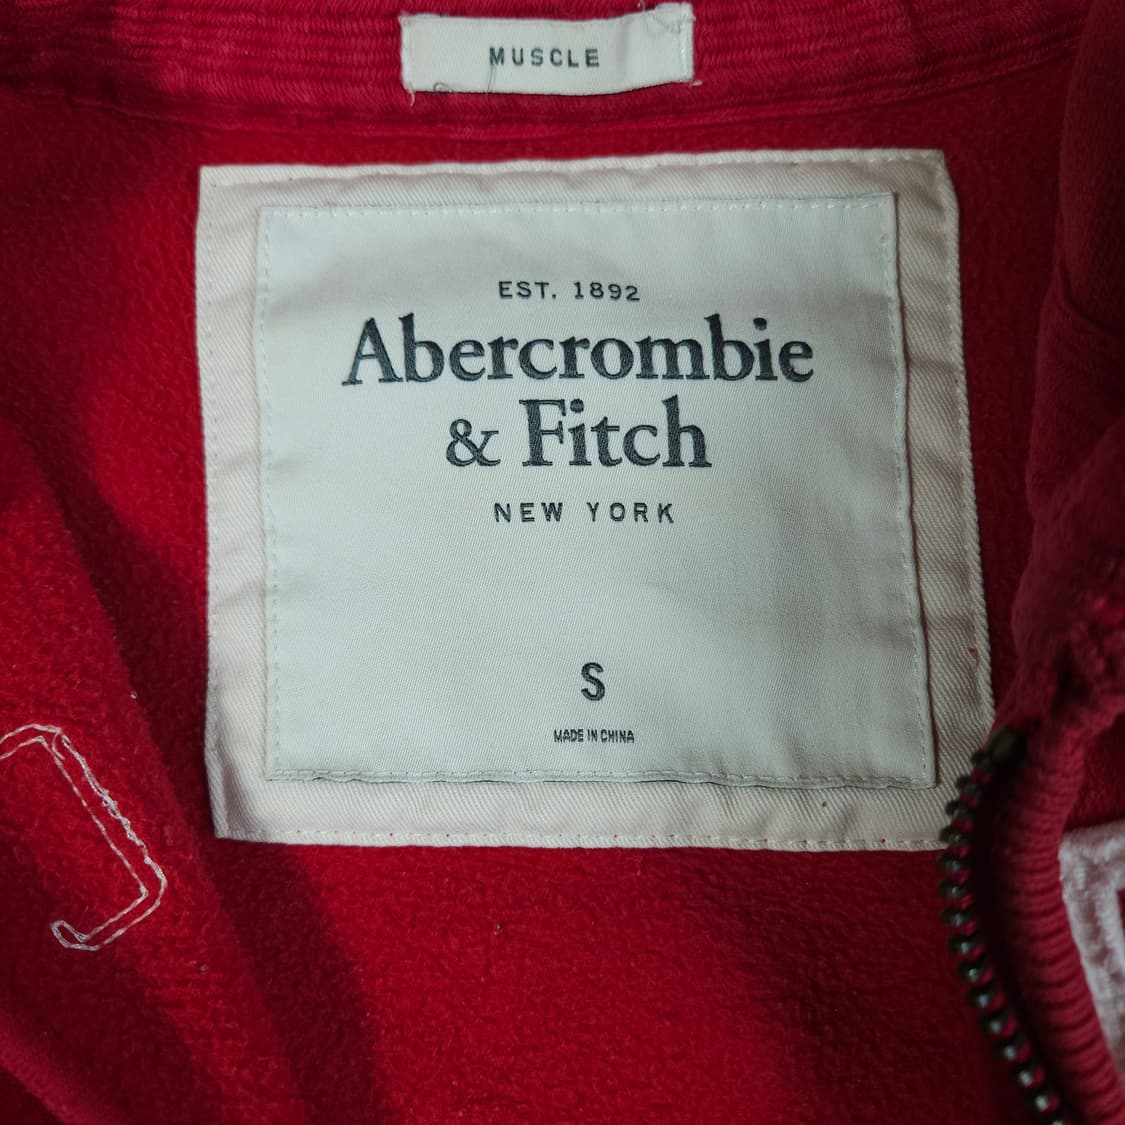 MUSCLE
EST. 1892
Abercrombie
& Fitch
NEW YORK
S
MADE IN CHINA